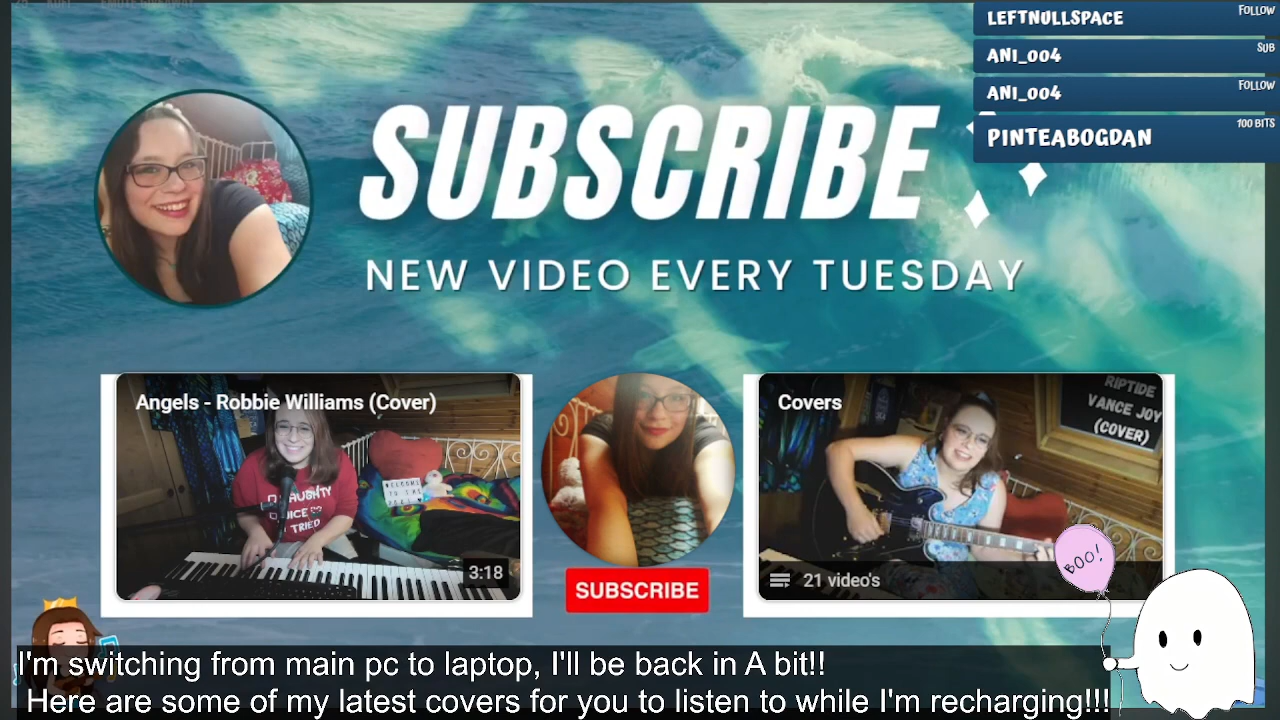 LEFTNULLSPACE
FOLLOW
ANI_004
SUB
ANI_004
FOLLOW
PINTEABOGDAN
100 BITS
SUBSCRIBE
NEW VIDEO EVERY TUESDAY
Angels - Robbie Williams (Cover)
3:18
SUBSCRIBE
Covers
RIPTIDE
VANCE JOY
(COVER)
21 video's
BOO!
I'm switching from main pc to laptop, I'll be back in A bit!!
Here are some of my latest covers for you to listen to while I'm recharging!!!